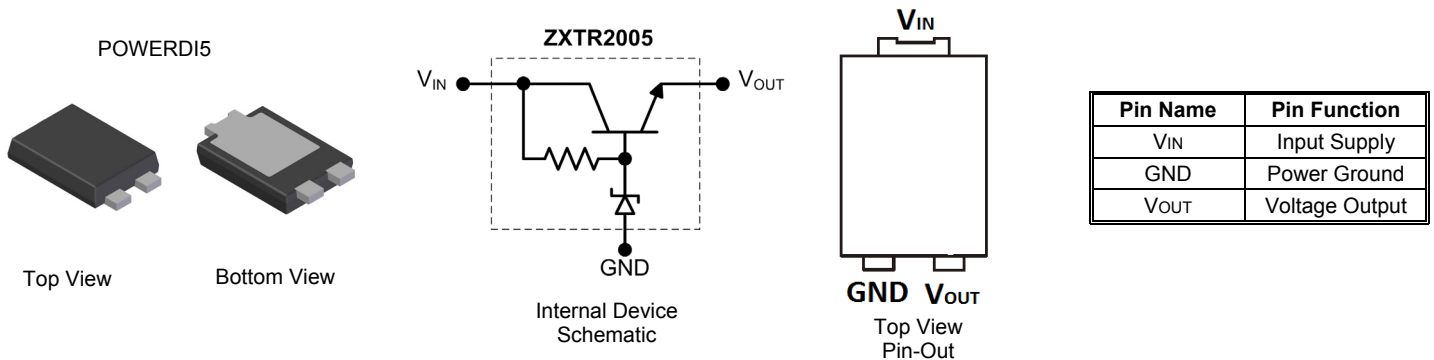 POWERDI5
Top View
Bottom View
ZXTR2005
VIN
VOUT
GND
Internal Device
Schematic
VIN
GND VOUT
Top View
Pin-Out
Pin Name Pin Function
VIN Input Supply
GND Power Ground
VOUT Voltage Output